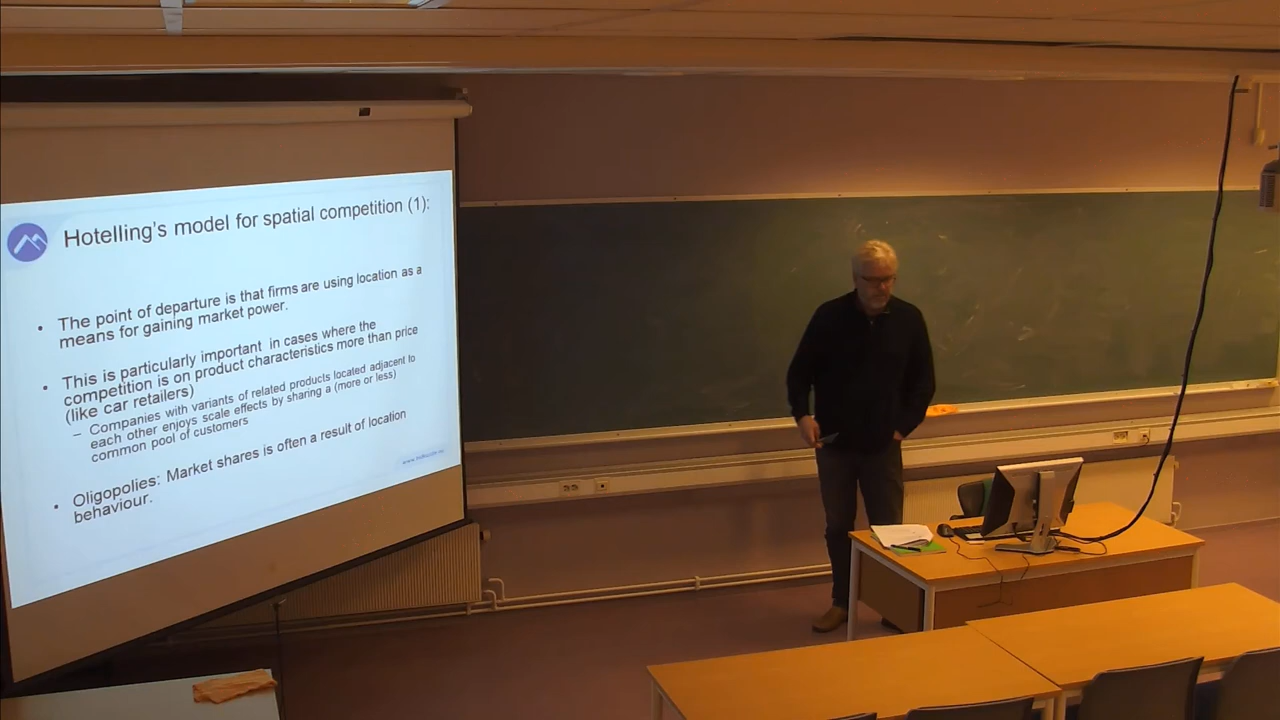 Hotelling's model for spatial competition (1):
• The point of departure is that firms are using location as a
means for gaining market power.
• This is particularly important in cases where the
competition is on product characteristics more than price
(like car retailers)
– Companies with variants of related products located adjacent to
each other enjoys scale effects by sharing a (more or less)
common pool of customers
• Oligopolies: Market shares is often a result of location
behaviour.